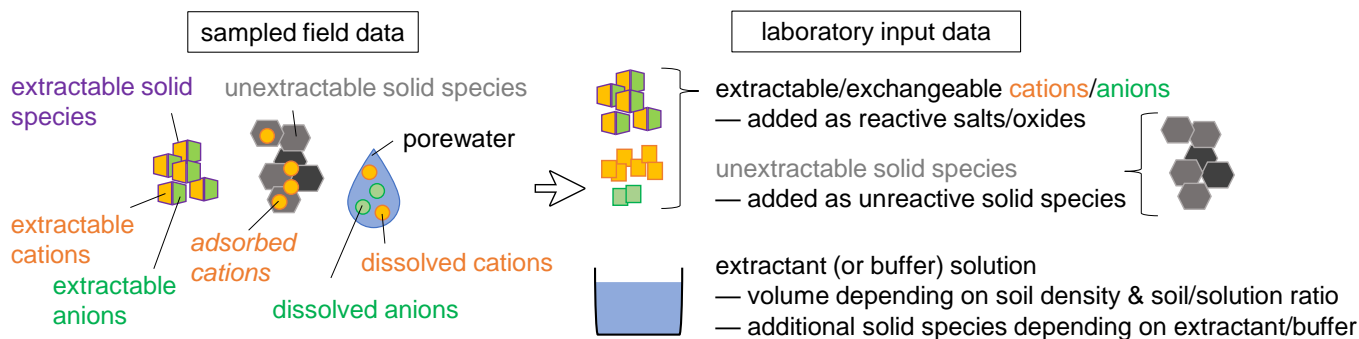 sampled field data
extractable solid
species
unextractable solid species
porewater
extractable
cations
adsorbed
cations
extractable
anions
dissolved cations
dissolved anions
laboratory input data
extractable/exchangeable cations/anions
— added as reactive salts/oxides
unextractable solid species
— added as unreactive solid species
extractant (or buffer) solution
— volume depending on soil density & soil/solution ratio
— additional solid species depending on extractant/buffer